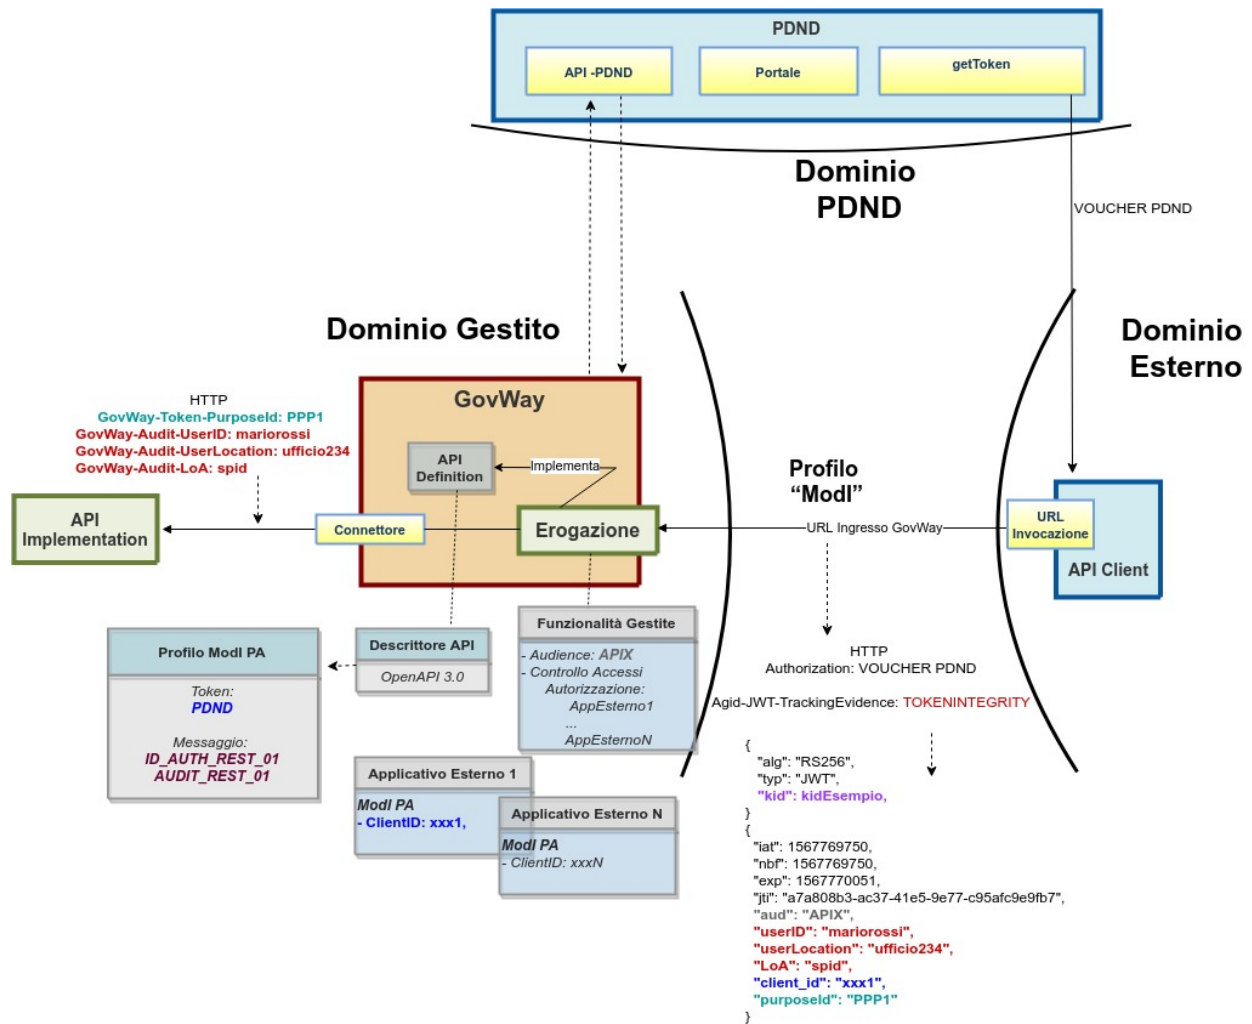 PDND
API -PDND
Portale
getToken
Dominio
PDND
VOUCHER PDND
Dominio Gestito
Dominio
Esterno
GovWay
HTTP
GovWay-Token-PurposeId: PPP1
GovWay-Audit-UserID: mariorossi
GovWay-Audit-UserLocation: ufficio234
GovWay-Audit-LoA: spid
API
Definition
Implementa
Profilo
“ModI”
API
Implementation
Connettore
Erogazione
URL Ingresso GovWay
URL
Invocazione
API Client
Profilo ModI PA
Token:
PDND
Messaggio:
ID_AUTH_REST_01
AUDIT_REST_01
Descrittore API
OpenAPI 3.0
Funzionalità Gestite
- Audience: APIX
- Controllo Accessi
Autorizzazione:
AppEsterno1
...
AppEsternoN
Applicativo Esterno 1
ModI PA
- ClientID: xxx1,
Applicativo Esterno N
ModI PA
- ClientID: xxxN
HTTP
Authorization: VOUCHER PDND
Agid-JWT-TrackingEvidence: TOKENINTEGRITY
{
"alg": "RS256",
"typ": "JWT",
"kid": kidEsempio,
}
{
"iat": 1567769750,
"nbf": 1567769750,
"exp": 1567770051,
"jti": "a7a808b3-ac37-41e5-9e77-c95afc9e9fb7",
"aud": "APIX",
"userID": "mariorossi",
"userLocation": "ufficio234",
"LoA": "spid",
"client_id": "xxx1",
"purposeId": "PPP1"
}